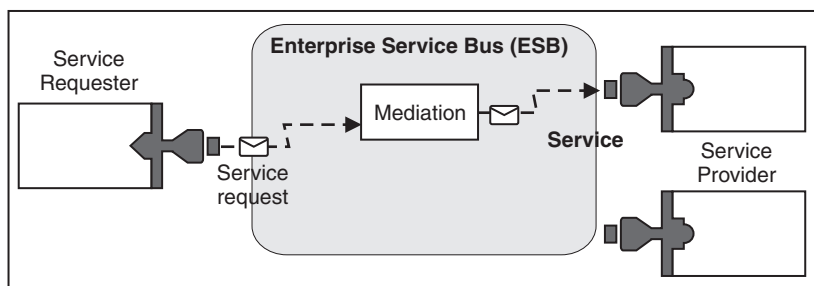 Service
Requester
Enterprise Service Bus (ESB)
Mediation
Service
request
Service
Service
Provider